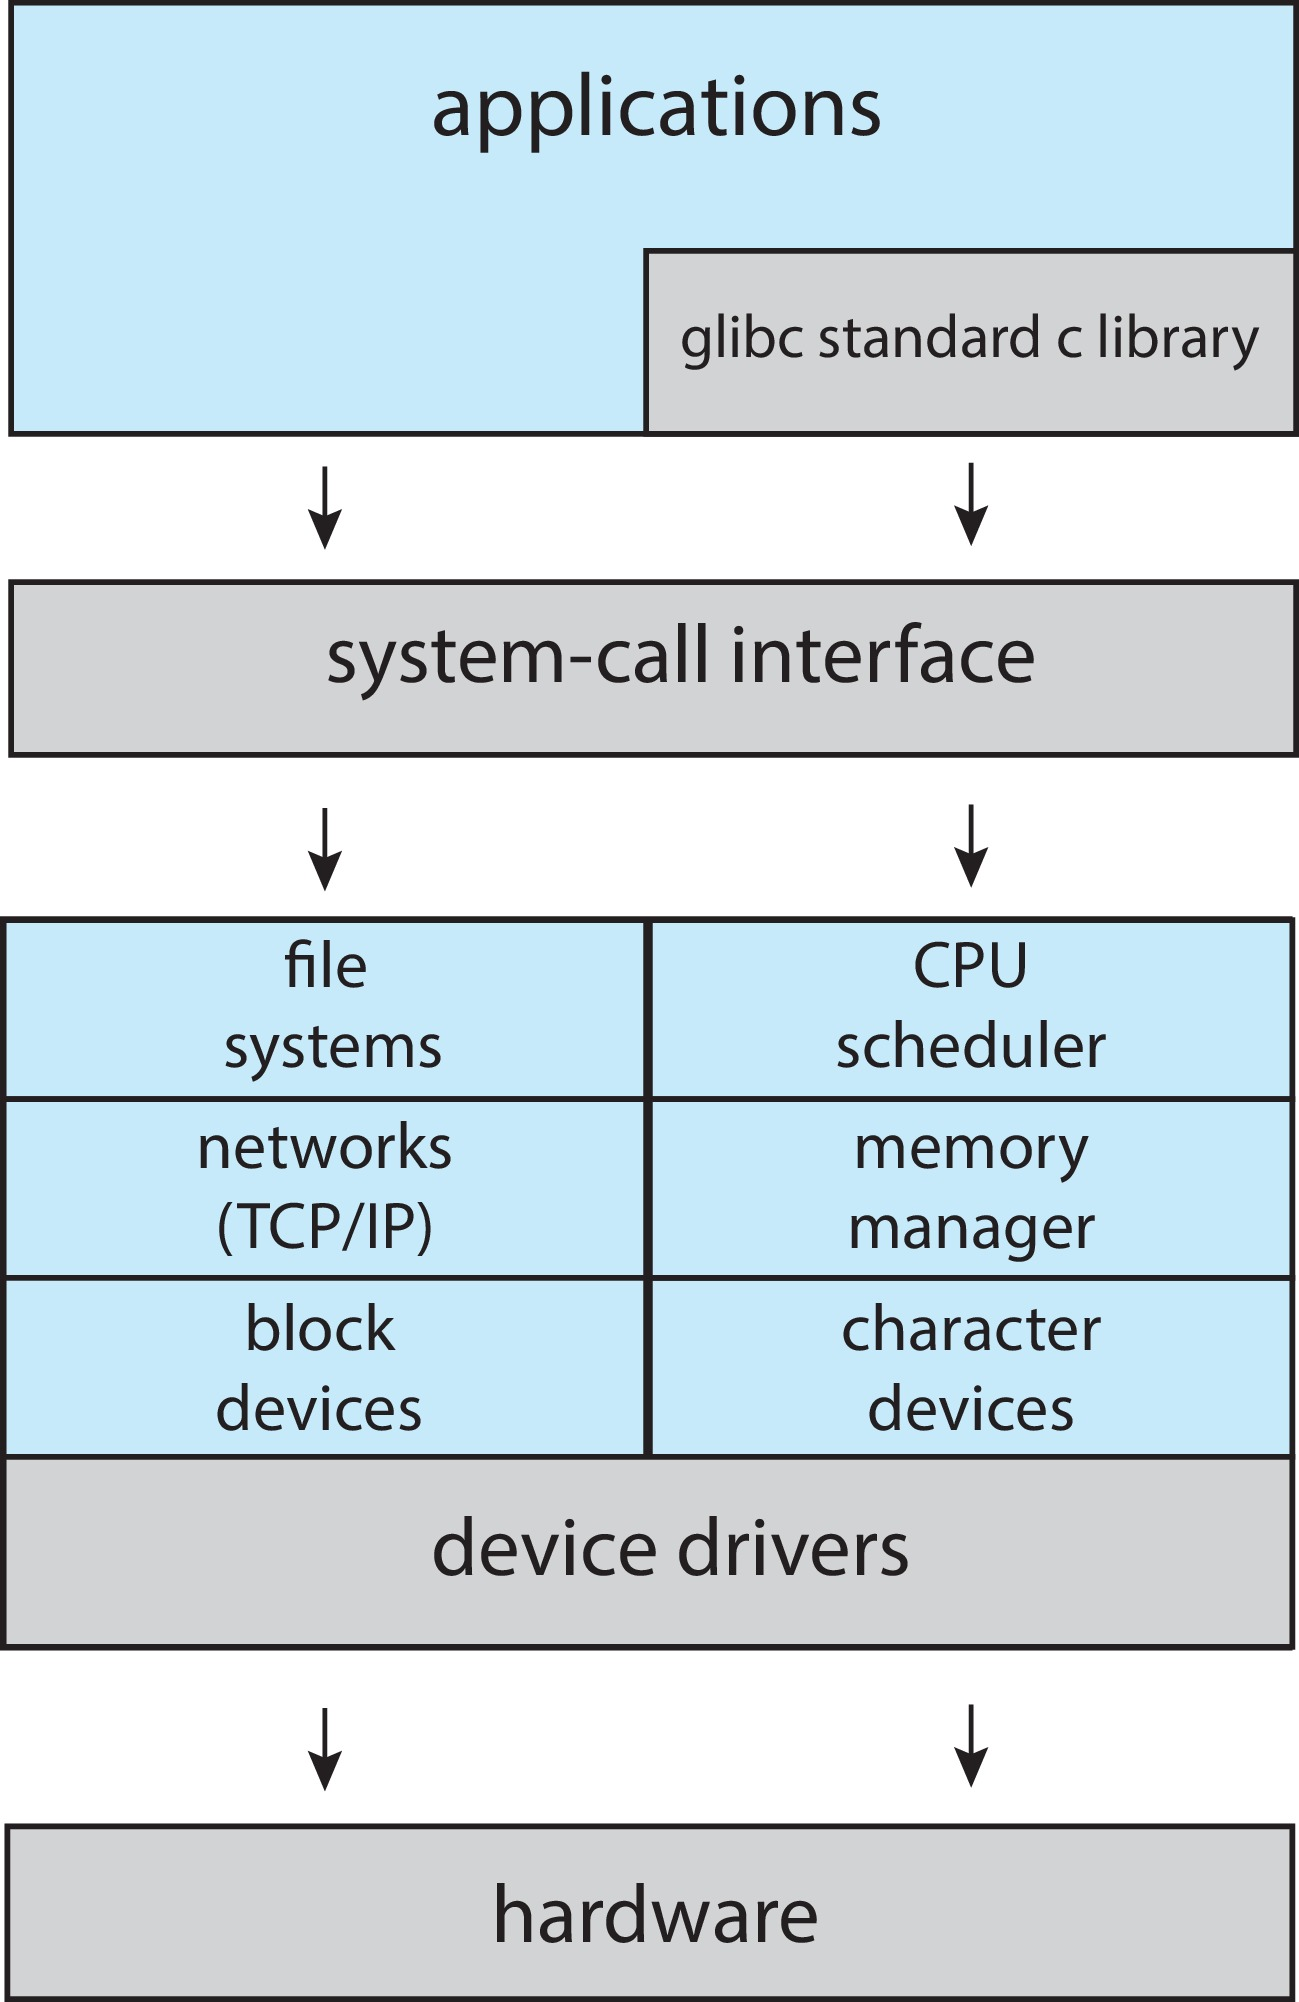 applications
glibc standard c library
system-call interface
file
systems
CPU
scheduler
networks
(TCP/IP)
memory
manager
block
devices
character
devices
device drivers
hardware